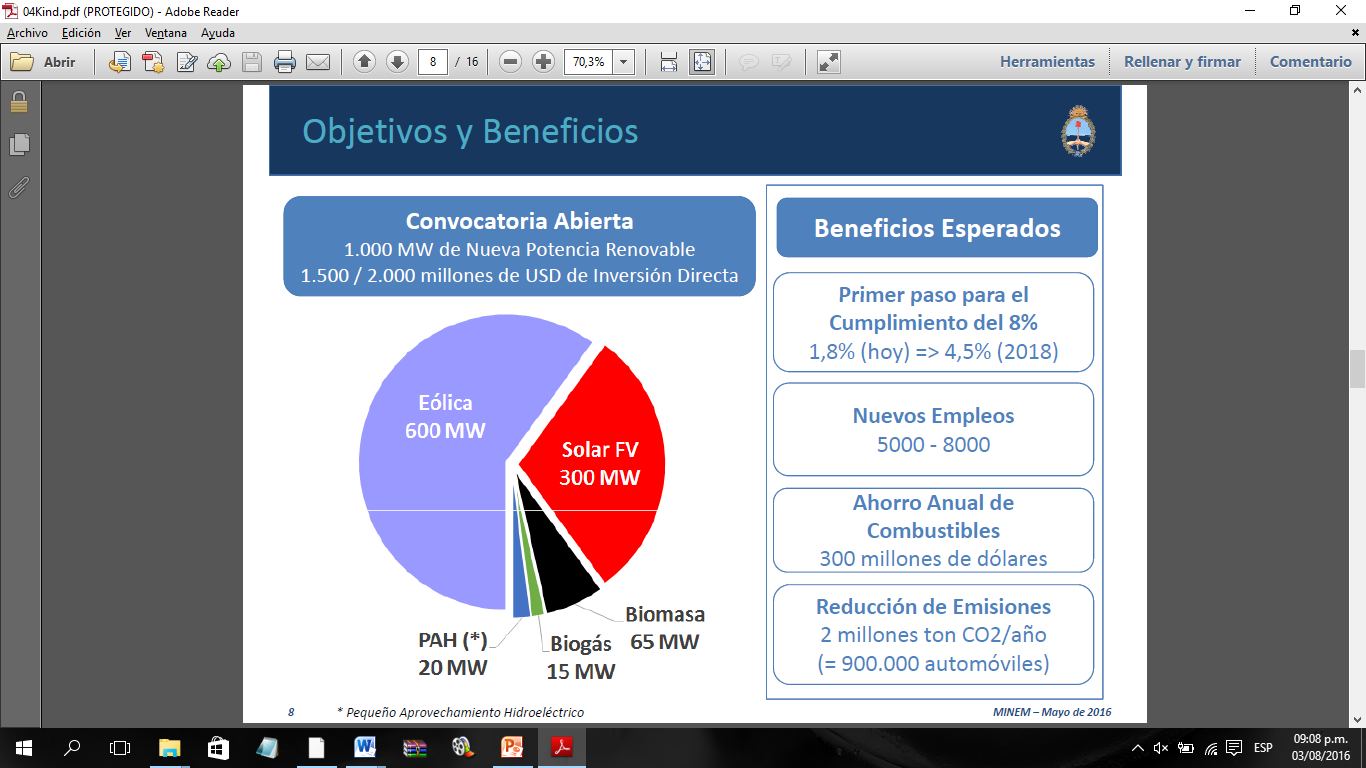 04Kind.pdf (PROTEGIDO) - Adobe Reader
Archivo Edición Ver Ventana Ayuda
Abrir 8 / 16 70,3% Herramientas Rellenar y firmar Comentario
Objetivos y Beneficios
Convocatoria Abierta
1.000 MW de Nueva Potencia Renovable
1.500 / 2.000 millones de USD de Inversión Directa
Eólica
600 MW
Solar FV
300 MW
Biomasa
65 MW
Biogás
15 MW
PAH (*)
20 MW
Beneficios Esperados
Primer paso para el
Cumplimiento del 8%
1,8% (hoy) => 4,5% (2018)
Nuevos Empleos
5000 - 8000
Ahorro Anual de
Combustibles
300 millones de dólares
Reducción de Emisiones
2 millones ton CO2/año
(= 900.000 automóviles)
8 * Pequeño Aprovechamiento Hidroeléctrico MINEM – Mayo de 2016
ESP
09:08 p.m.
03/08/2016